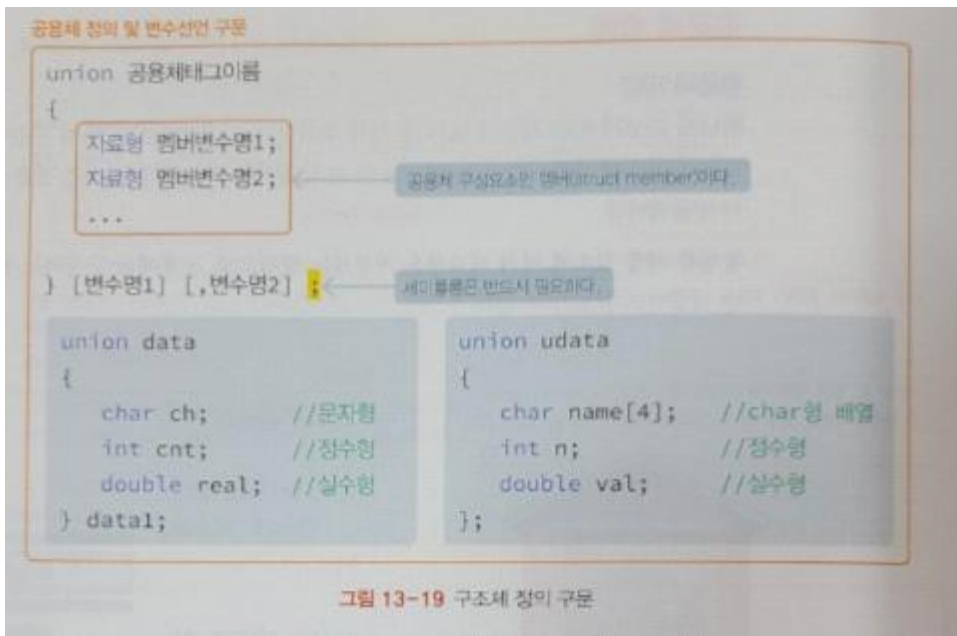 공용체 정의 및 변수선언 구문
union 공용체태그이름
{
자료형 멤버변수명1;
자료형 멤버변수명2;
공용체 구성요소인 멤버(struct member)이다.
...
} [변수명1] [,변수명2] ;
세미콜론은 반드시 필요하다.
union data
{
char ch; //문자형
int cnt; //정수형
double real; //실수형
} data1;
union udata
{
char name[4]; //char형 배열
int n; //정수형
double val; //실수형
};
그림 13-19 구조체 정의 구문